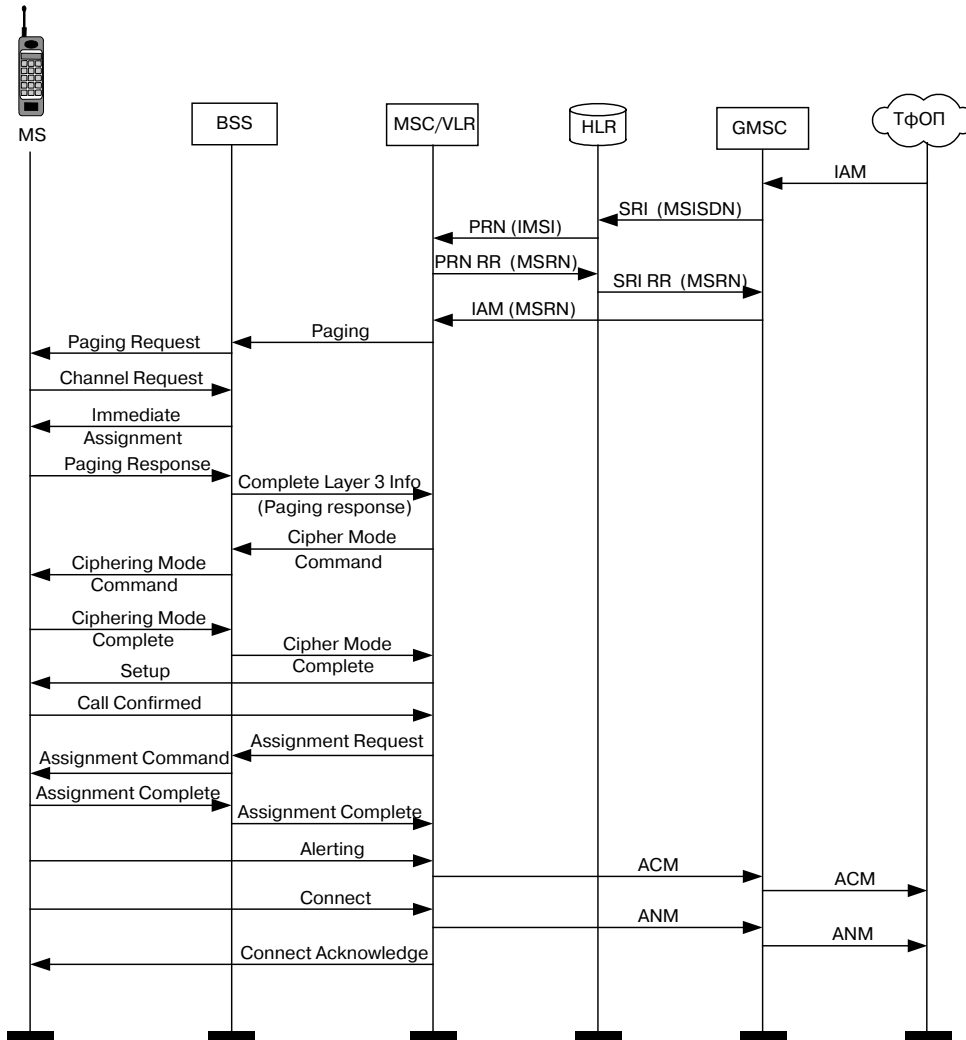 MS
BSS
MSC/VLR
HLR
GMSC
ТфОП
IAM
SRI (MSISDN)
PRN (IMSI)
PRN RR (MSRN)
SRI RR (MSRN)
IAM (MSRN)
Paging
Paging Request
Channel Request
Immediate
Assignment
Paging Response
Complete Layer 3 Info
(Paging response)
Cipher Mode
Command
Ciphering Mode
Command
Ciphering Mode
Complete
Cipher Mode
Complete
Setup
Call Confirmed
Assignment Request
Assignment Command
Assignment Complete
Assignment Complete
Alerting
ACM
ACM
Connect
ANM
ANM
Connect Acknowledge